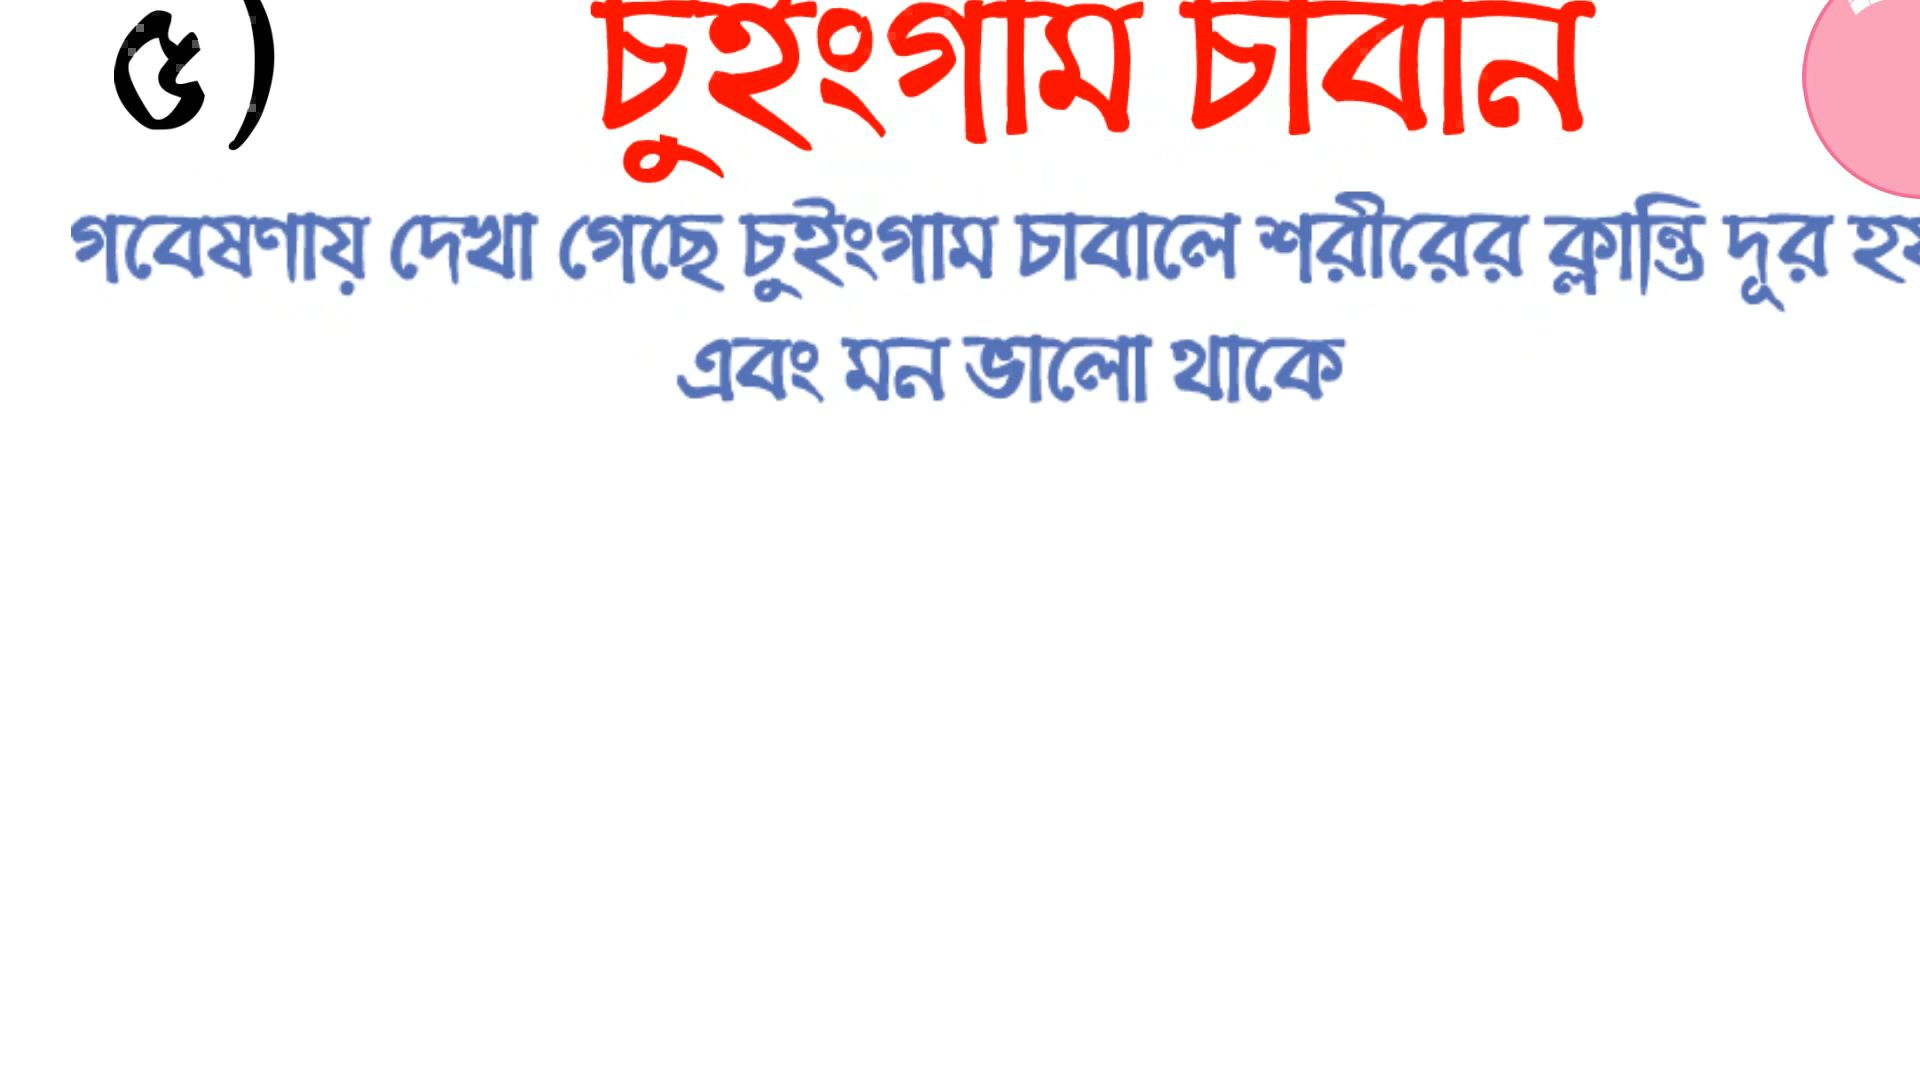 ৫) চুইংগাম চাবান
গবেষণায় দেখা গেছে চুইংগাম চাবালে শরীরের ক্লান্তি দূর
এবং মন ভালো থাকে